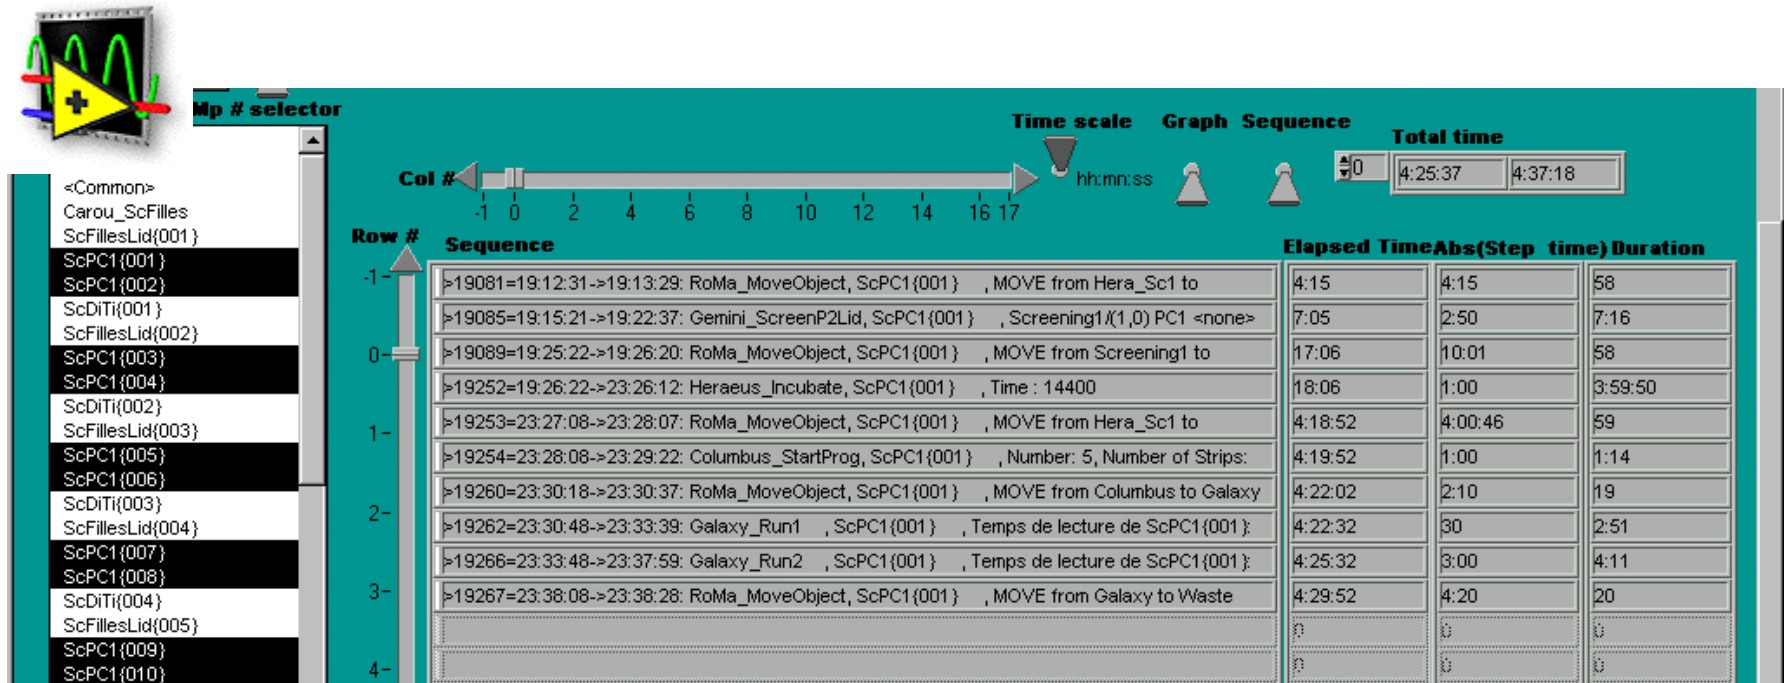 Mp # selector
Time scale Graph Sequence
Total time
Col #
hh:mn:ss
0 4:25:37 4:37:18
-1 0 2 4 6 8 10 12 14 16 17
<Common>
Carou_ScFilles
ScFillesLid{001}
ScPC1{001}
ScPC1{002}
ScDiTi{001}
ScFillesLid{002}
ScPC1{003}
ScPC1{004}
ScDiTi{002}
ScFillesLid{003}
ScPC1{005}
ScPC1{006}
ScDiTi{003}
ScFillesLid{004}
ScPC1{007}
ScPC1{008}
ScDiTi{004}
ScFillesLid{005}
ScPC1{009}
ScPC1{010}
Row #
-1
0
1
2
3
4
Sequence Elapsed Time Abs(Step time) Duration
>19081=19:12:31->19:13:29: RoMa_MoveObject, ScPC1{001} , MOVE from Hera_Sc1 to 4:15 4:15 58
>19085=19:15:21->19:22:37: Gemini_ScreenP2Lid, ScPC1{001} , Screening1/(1,0) PC1 <none> 7:05 2:50 7:16
>19089=19:25:22->19:26:20: RoMa_MoveObject, ScPC1{001} , MOVE from Screening1 to 17:06 10:01 58
>19252=19:26:22->23:26:12: Heraeus_Incubate, ScPC1{001} , Time : 14400 18:06 1:00 3:59:50
>19253=23:27:08->23:28:07: RoMa_MoveObject, ScPC1{001} , MOVE from Hera_Sc1 to 4:18:52 4:00:46 59
>19254=23:28:08->23:29:22: Columbus_StartProg, ScPC1{001} , Number: 5, Number of Strips: 4:19:52 1:00 1:14
>19260=23:30:18->23:30:37: RoMa_MoveObject, ScPC1{001} , MOVE from Columbus to Galaxy 4:22:02 2:10 19
>19262=23:30:48->23:33:39: Galaxy_Run1 , ScPC1{001} , Temps de lecture de ScPC1{001}: 4:22:32 30 2:51
>19266=23:33:48->23:37:59: Galaxy_Run2 , ScPC1{001} , Temps de lecture de ScPC1{001}: 4:25:32 3:00 4:11
>19267=23:38:08->23:38:28: RoMa_MoveObject, ScPC1{001} , MOVE from Galaxy to Waste 4:29:52 4:20 20
0 0 0
0 0 0